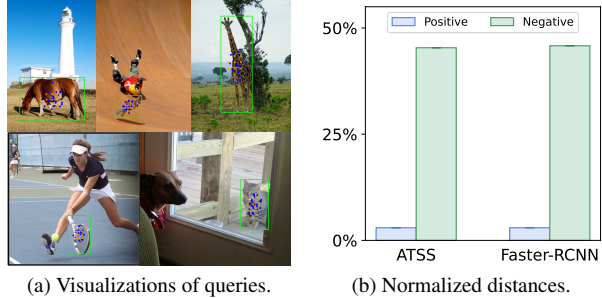 Positive
Negative
50%
25%
0%
ATSS
Faster-RCNN
(a) Visualizations of queries.
(b) Normalized distances.